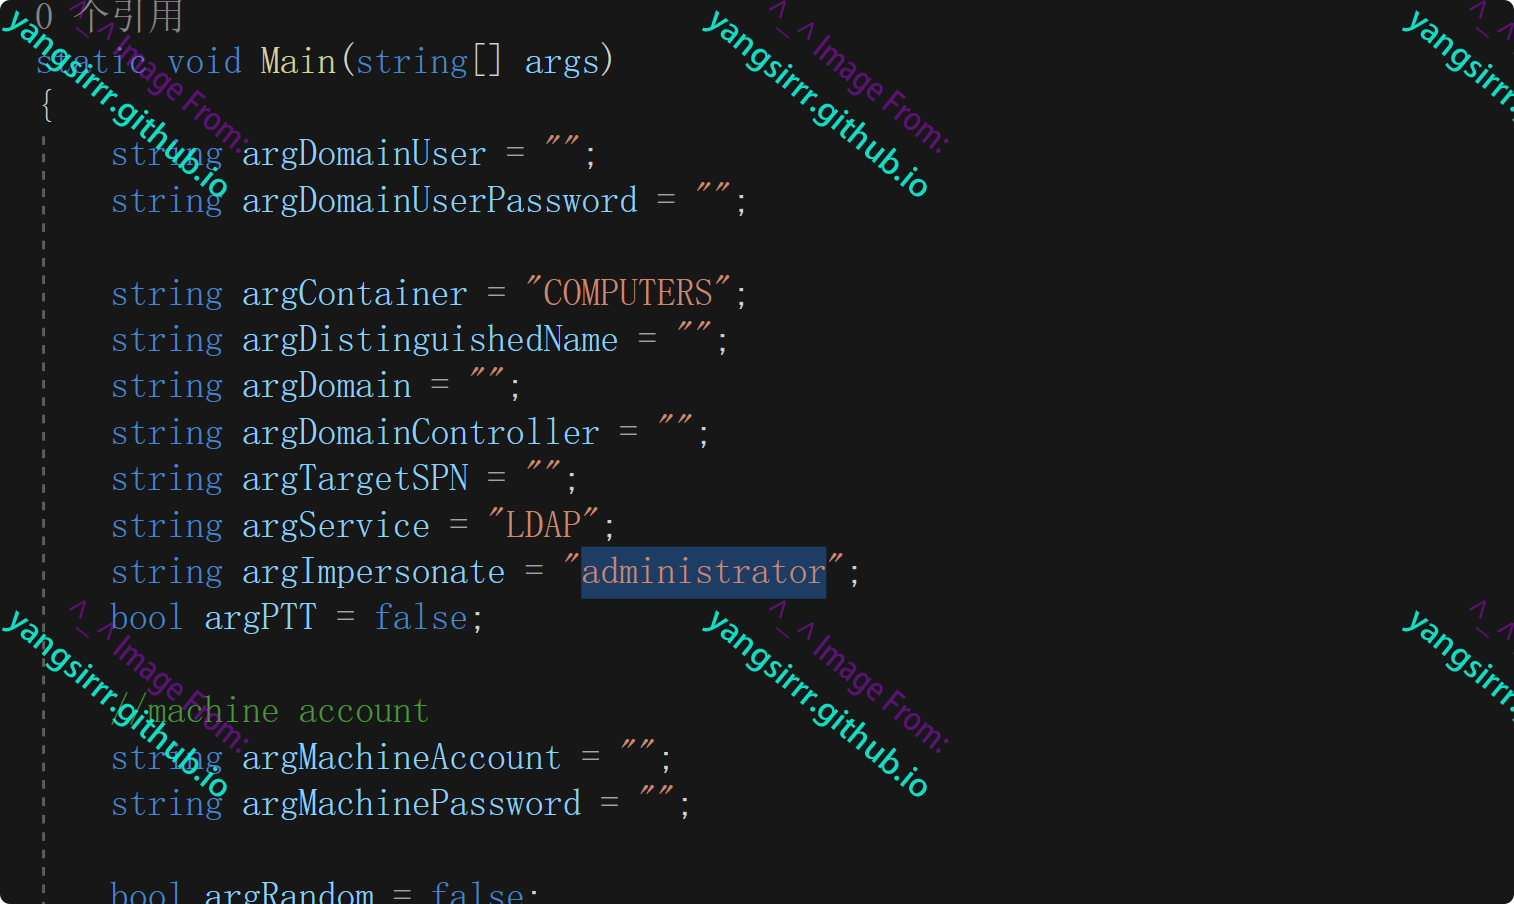 0 个引用
static void Main(string[] args)
{
string argDomainUser = "";
string argDomainUserPassword = "";
string argContainer = "COMPUTERS";
string argDistinguishedName = "";
string argDomain = "";
string argDomainController = "";
string argTargetSPN = "";
string argService = "LDAP";
string argImpersonate = "administrator";
bool argPTT = false;
//machine account
string argMachineAccount = "";
string argMachinePassword = "";
bool argRandom = false;
^_^ Image From:
yangsirrr.github.io
^_^ Image From:
yangsirrr.github.io
^_^
yangsirrr
^_^ Image From:
yangsirrr.github.io
^_^ Image From:
yangsirrr.github.io
^_^
yangsirrr